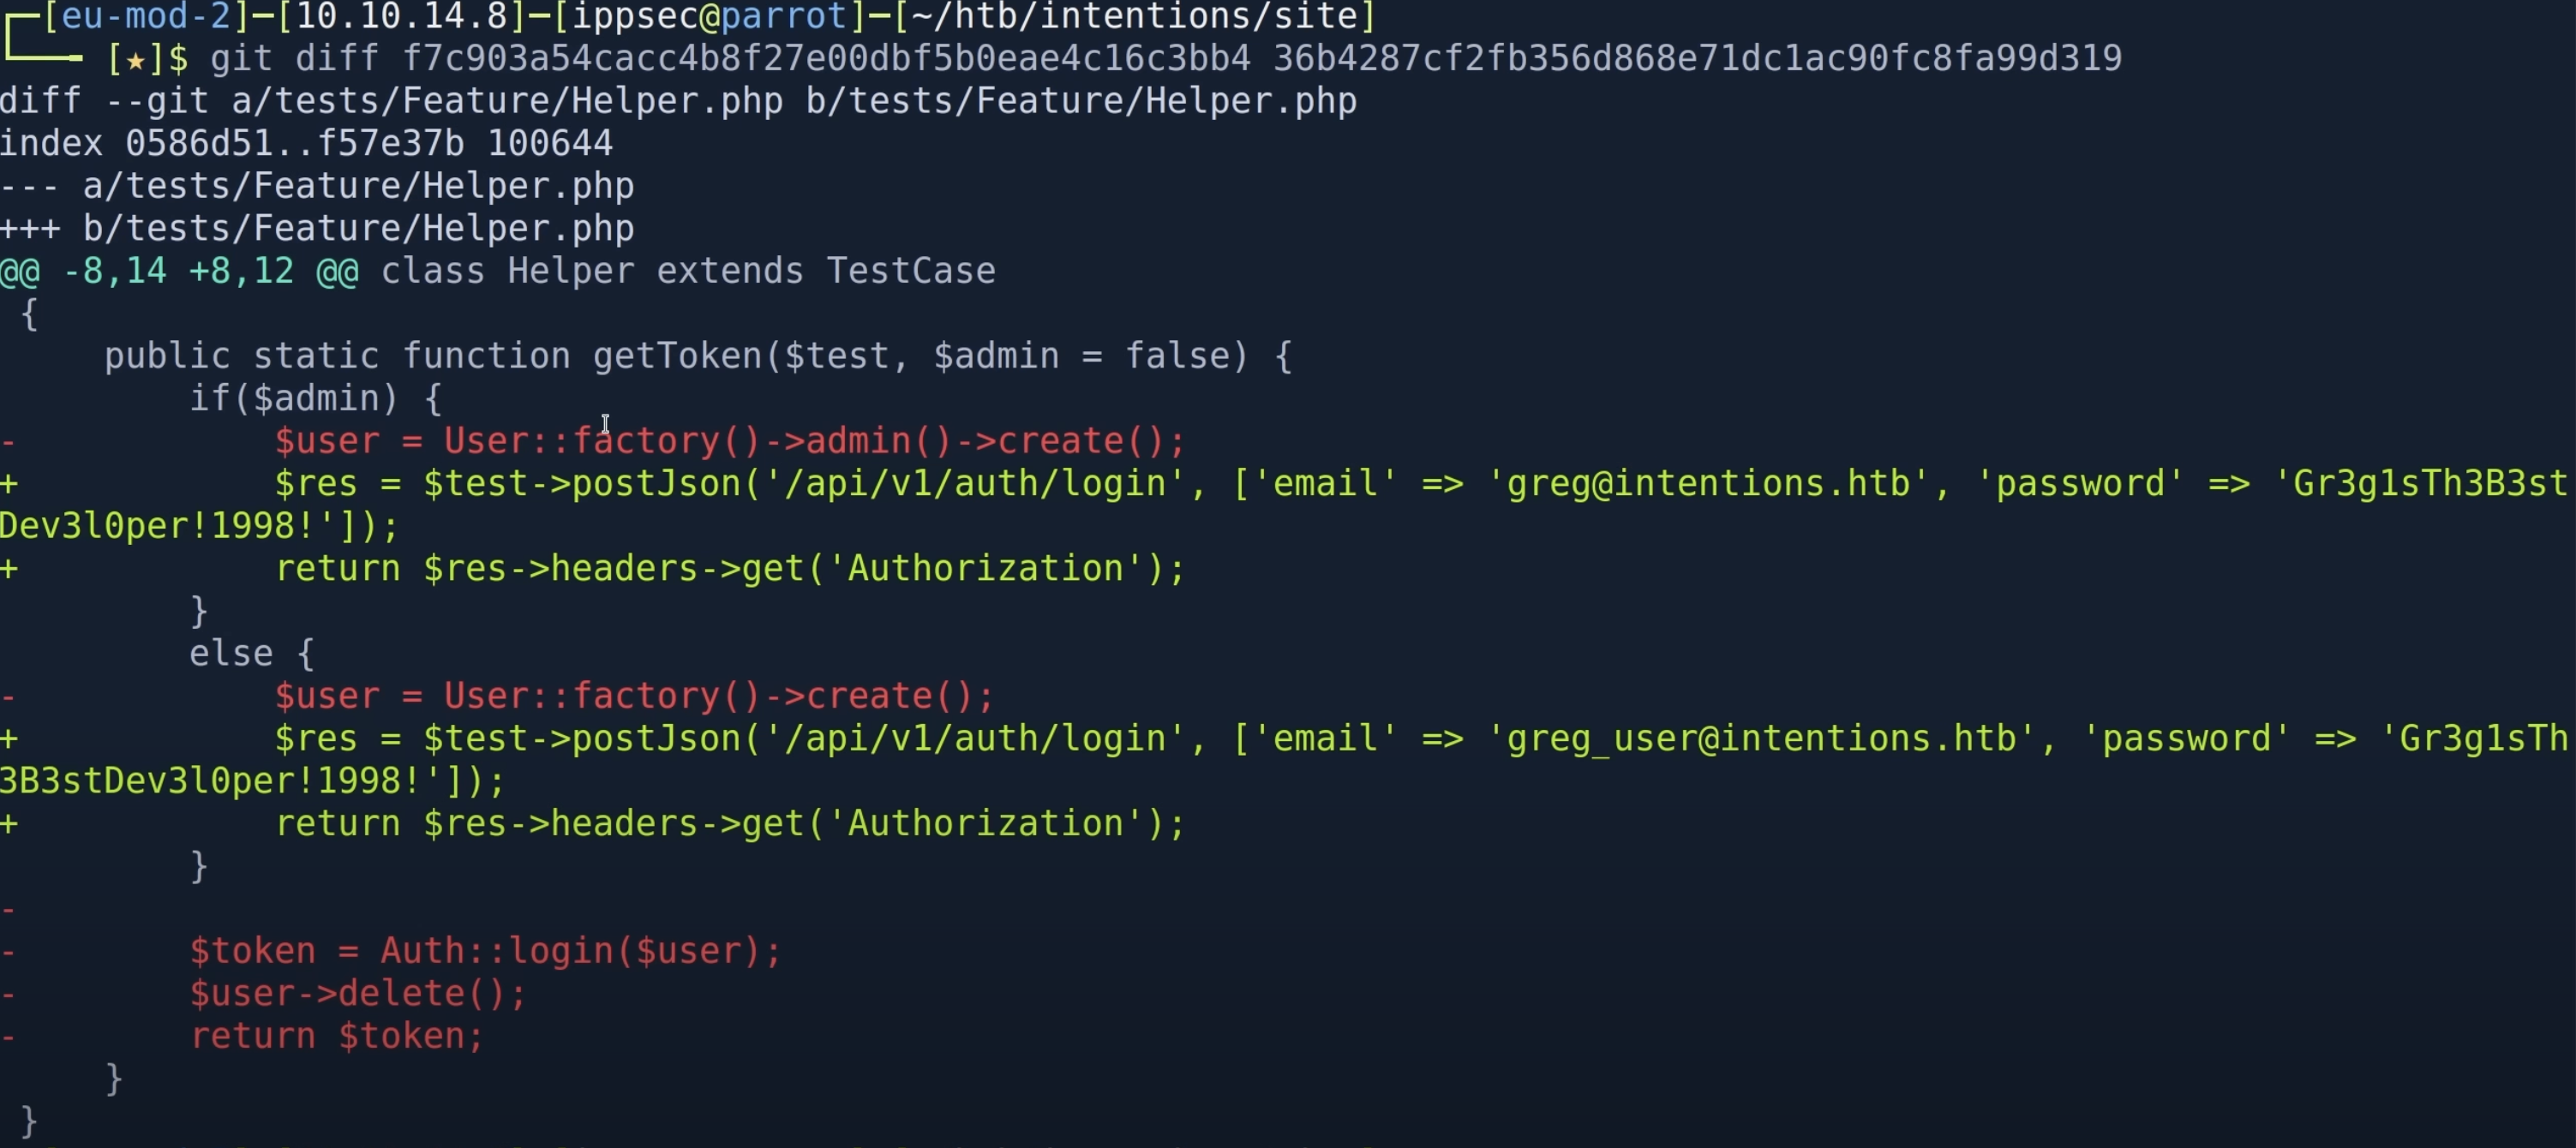 ┌─[eu-mod-2]─[10.10.14.8]─[ippsec@parrot]─[~/htb/intentions/site]
└──╼ [★]$ git diff f7c903a54cacc4b8f27e00dbf5b0eae4c16c3bb4 36b4287cf2fb356d868e71dc1ac90fc8fa99d319
diff --git a/tests/Feature/Helper.php b/tests/Feature/Helper.php
index 0586d51..f57e37b 100644
--- a/tests/Feature/Helper.php
+++ b/tests/Feature/Helper.php
@@ -8,14 +8,12 @@ class Helper extends TestCase
 {
     public static function getToken($test, $admin = false) {
         if($admin) {
-            $user = User::factory()->admin()->create();
+            $res = $test->postJson('/api/v1/auth/login', ['email' => 'greg@intentions.htb', 'password' => 'Gr3g1sTh3B3st
Dev3l0per!1998!']);
+            return $res->headers->get('Authorization');
         }
         else {
-            $user = User::factory()->create();
+            $res = $test->postJson('/api/v1/auth/login', ['email' => 'greg_user@intentions.htb', 'password' => 'Gr3g1sTh
3B3stDev3l0per!1998!']);
+            return $res->headers->get('Authorization');
         }
-
-        $token = Auth::login($user);
-        $user->delete();
-        return $token;
     }
 }